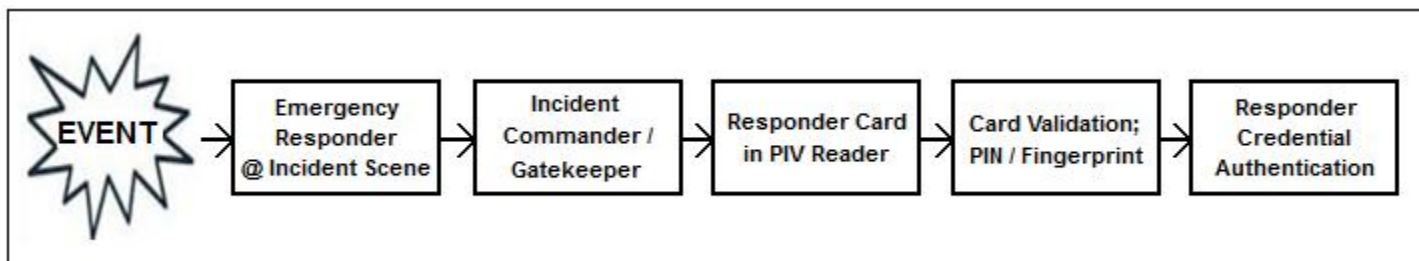 EVENT
Emergency
Responder
@ Incident Scene
Incident
Commander /
Gatekeeper
Responder Card
in PIV Reader
Card Validation;
PIN / Fingerprint
Responder
Credential
Authentication